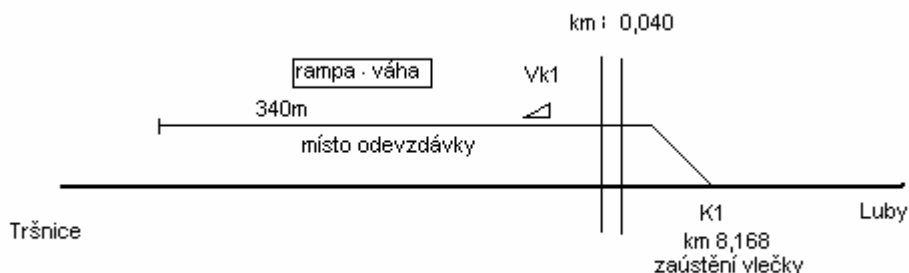 km : 0,040
rampa - váha
Vk1
340m
místo odevzdávky
K1
Luby
Tršnice
km 8,168
zaústění vlečky